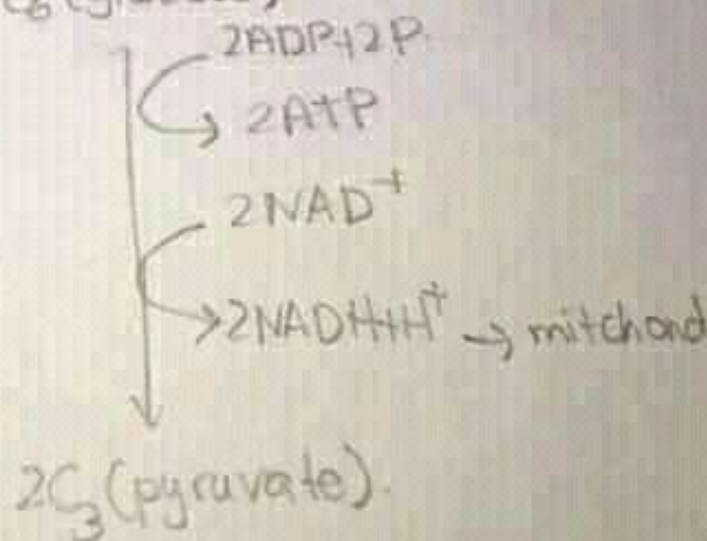 2ADP+2P
2ATP
2NAD+
2NADH+H+ → mitchond
2C3 (pyruvate).